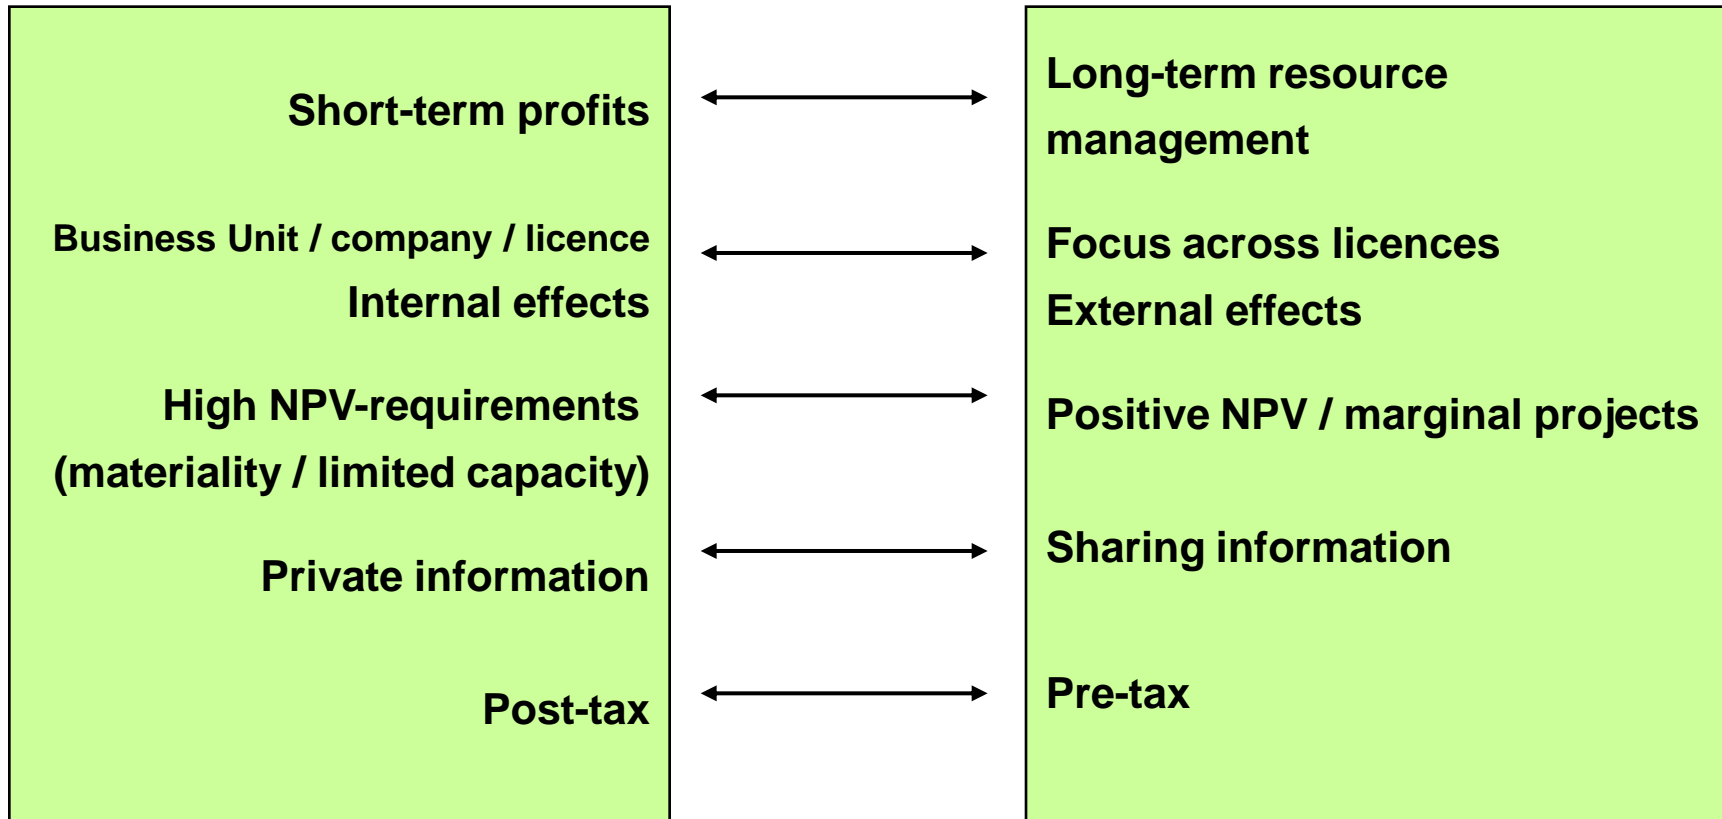 Short-term profits
Business Unit / company / licence
Internal effects
High NPV-requirements
(materiality / limited capacity)
Private information
Post-tax
Long-term resource
management
Focus across licences
External effects
Positive NPV / marginal projects
Sharing information
Pre-tax